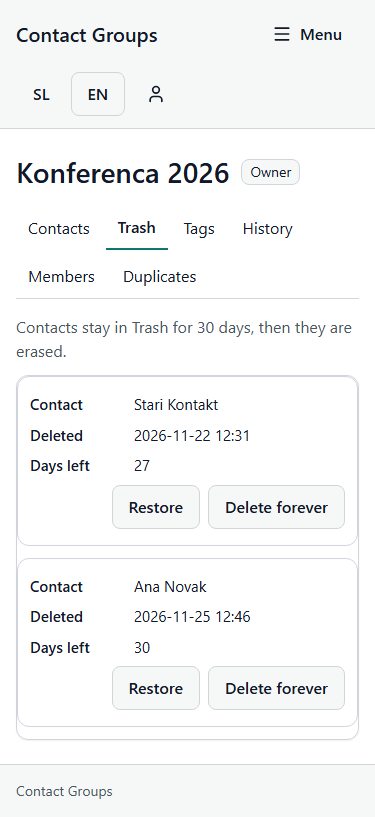 Contact Groups
Menu
SL
EN
Konferenca 2026
Owner
Contacts
Trash
Tags
History
Members
Duplicates
Contacts stay in Trash for 30 days, then they are
erased.
Contact Stari Kontakt
Deleted 2026-11-22 12:31
Days left 27
Restore
Delete forever
Contact Ana Novak
Deleted 2026-11-25 12:46
Days left 30
Restore
Delete forever
Contact Groups